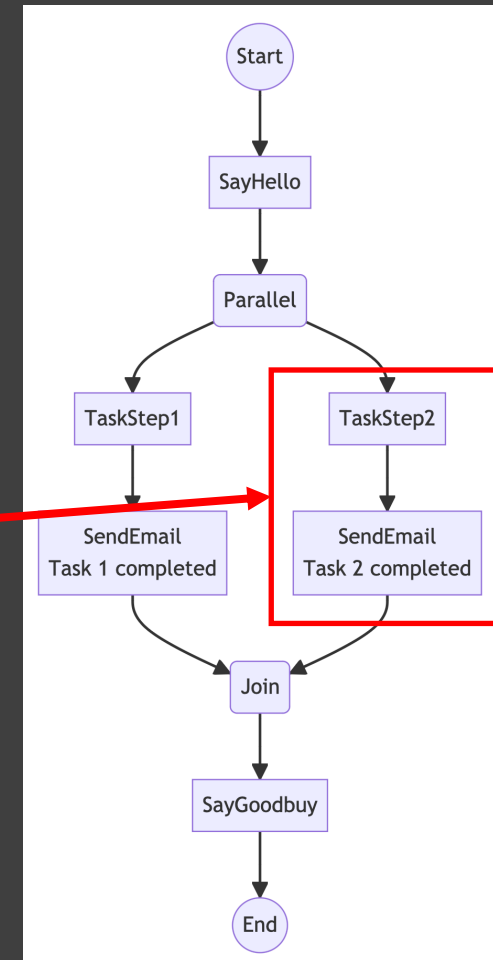 Start
SayHello
Parallel
TaskStep1
TaskStep2
SendEmail
Task 1 completed
SendEmail
Task 2 completed
Join
SayGoodbuy
End